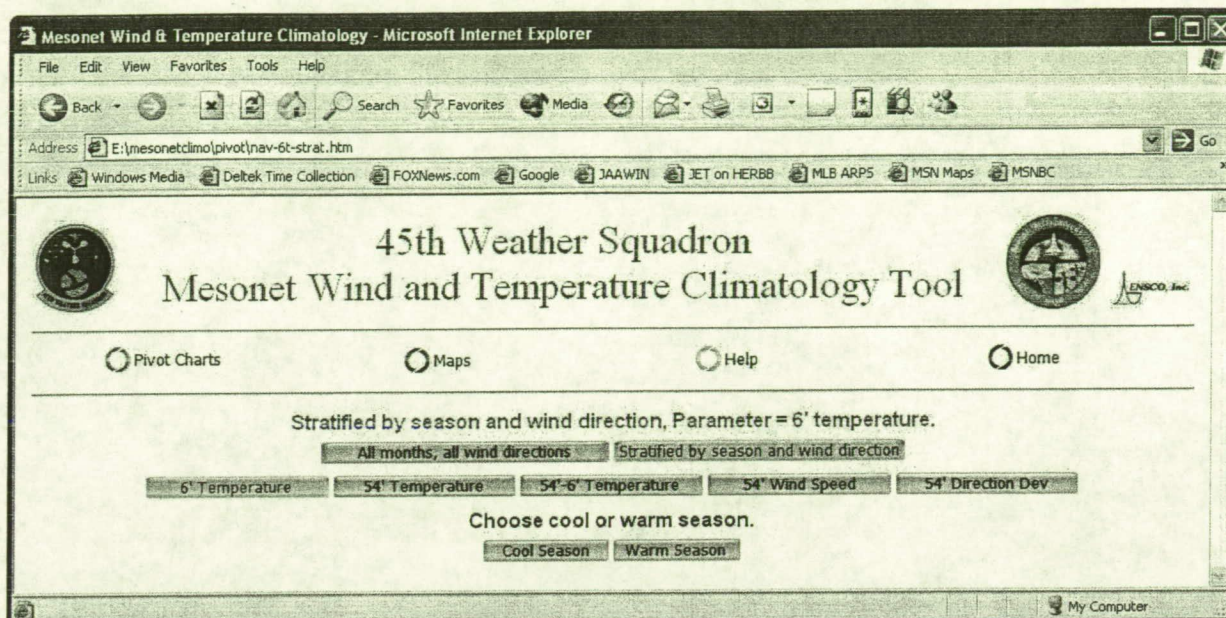 Mesonet Wind & Temperature Climatology - Microsoft Internet Explorer
File Edit View Favorites Tools Help
Back Search Favorites Media
Address E:\mesonetclimo\pivot\nav-6t-strat.htm Go
Links Windows Media Deltek Time Collection FOXNews.com Google JAAWIN JET on HERBB MLB ARPS MSN Maps MSNBC »
45th Weather Squadron
Mesonet Wind and Temperature Climatology Tool
ENSCO, Inc.
Pivot Charts Maps Help Home
Stratified by season and wind direction, Parameter = 6' temperature.
All months, all wind directions Stratified by season and wind direction
6' Temperature 54' Temperature 54'-6' Temperature 54' Wind Speed 54' Direction Dev
Choose cool or warm season.
Cool Season Warm Season
My Computer